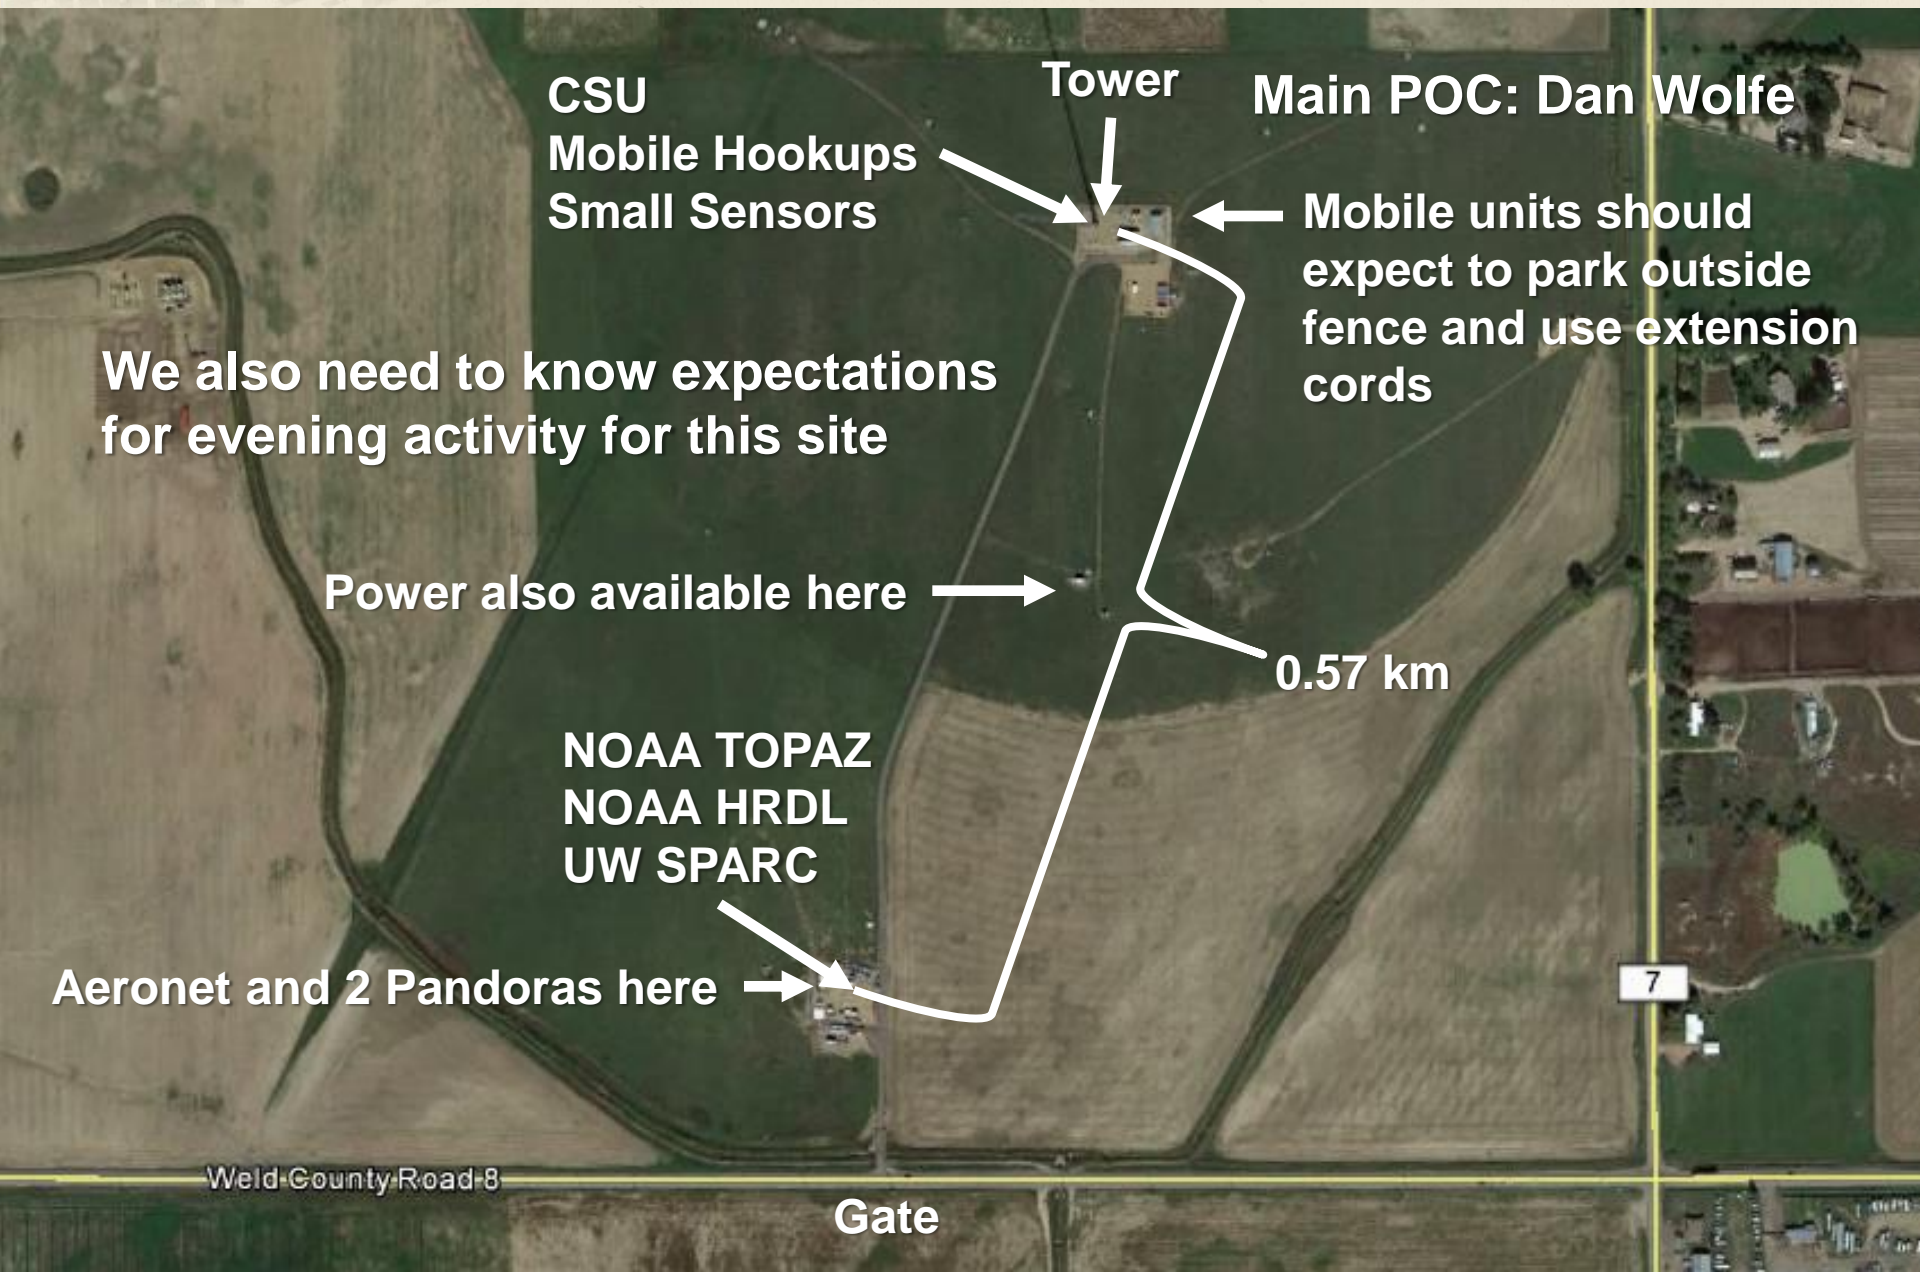 CSU
Mobile Hookups
Small Sensors
Tower
Main POC: Dan Wolfe
Mobile units should
expect to park outside
fence and use extension
cords
We also need to know expectations
for evening activity for this site
Power also available here
0.57 km
NOAA TOPAZ
NOAA HRDL
UW SPARC
Aeronet and 2 Pandoras here
7
Weld County Road 8
Gate